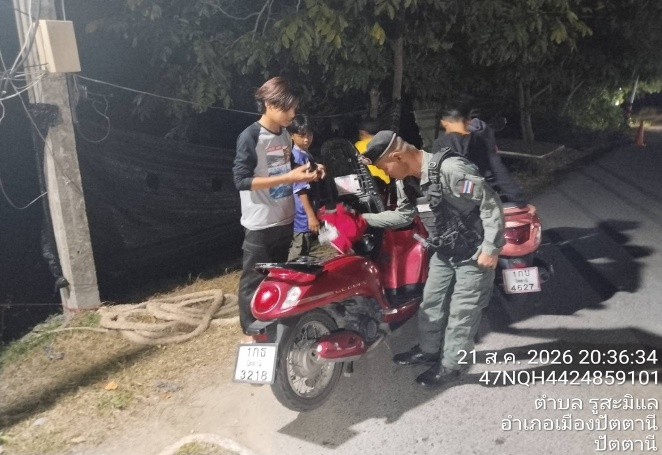 1กธ
3218
1กษ
4627
21 ส.ค. 2026 20:36:34
47NQH4424859101
ตำบล รูสะมิแล
อำเภอเมืองปัตตานี
ปัตตานี